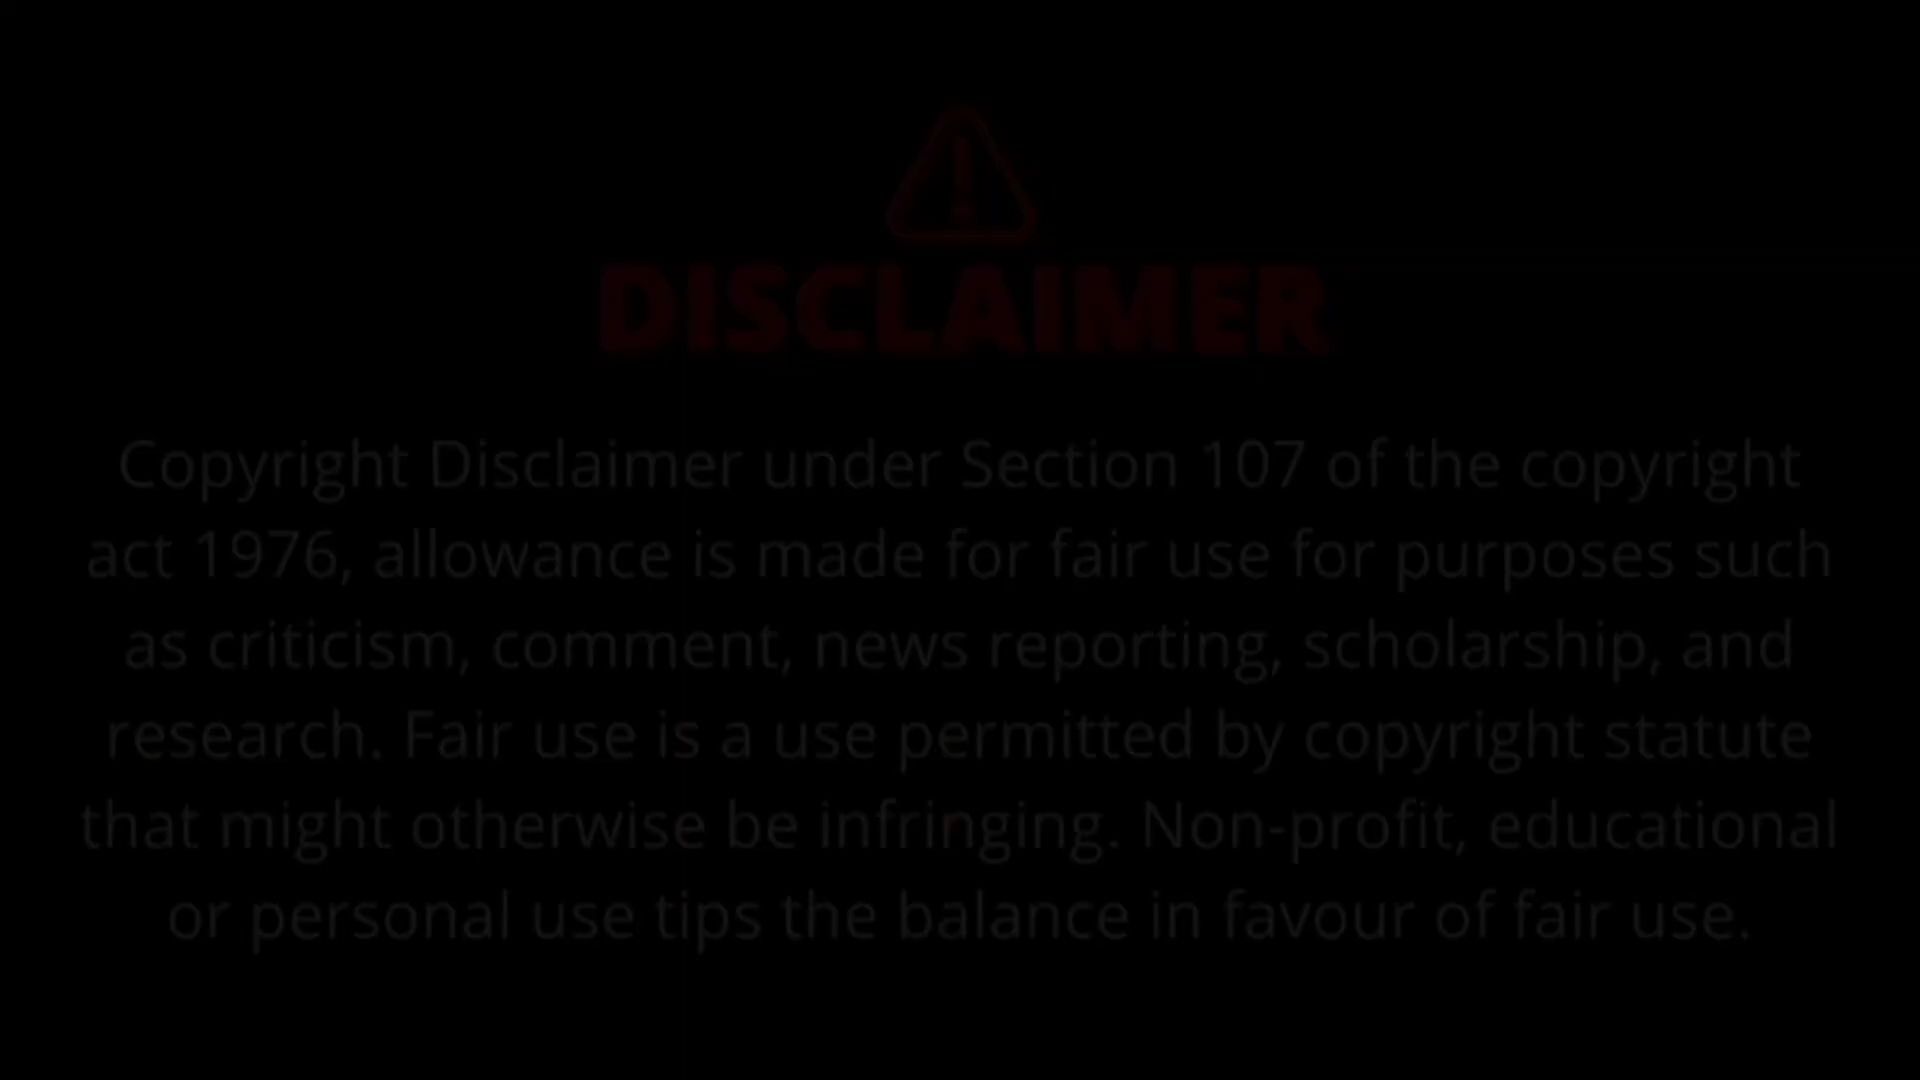 DISCLAIMER
Copyright Disclaimer under Section 107 of the copyright
act 1976, allowance is made for fair use for purposes such
as criticism, comment, news reporting, scholarship, and
research. Fair use is a use permitted by copyright statute
that might otherwise be infringing. Non-profit, educational
or personal use tips the balance in favour of fair use.